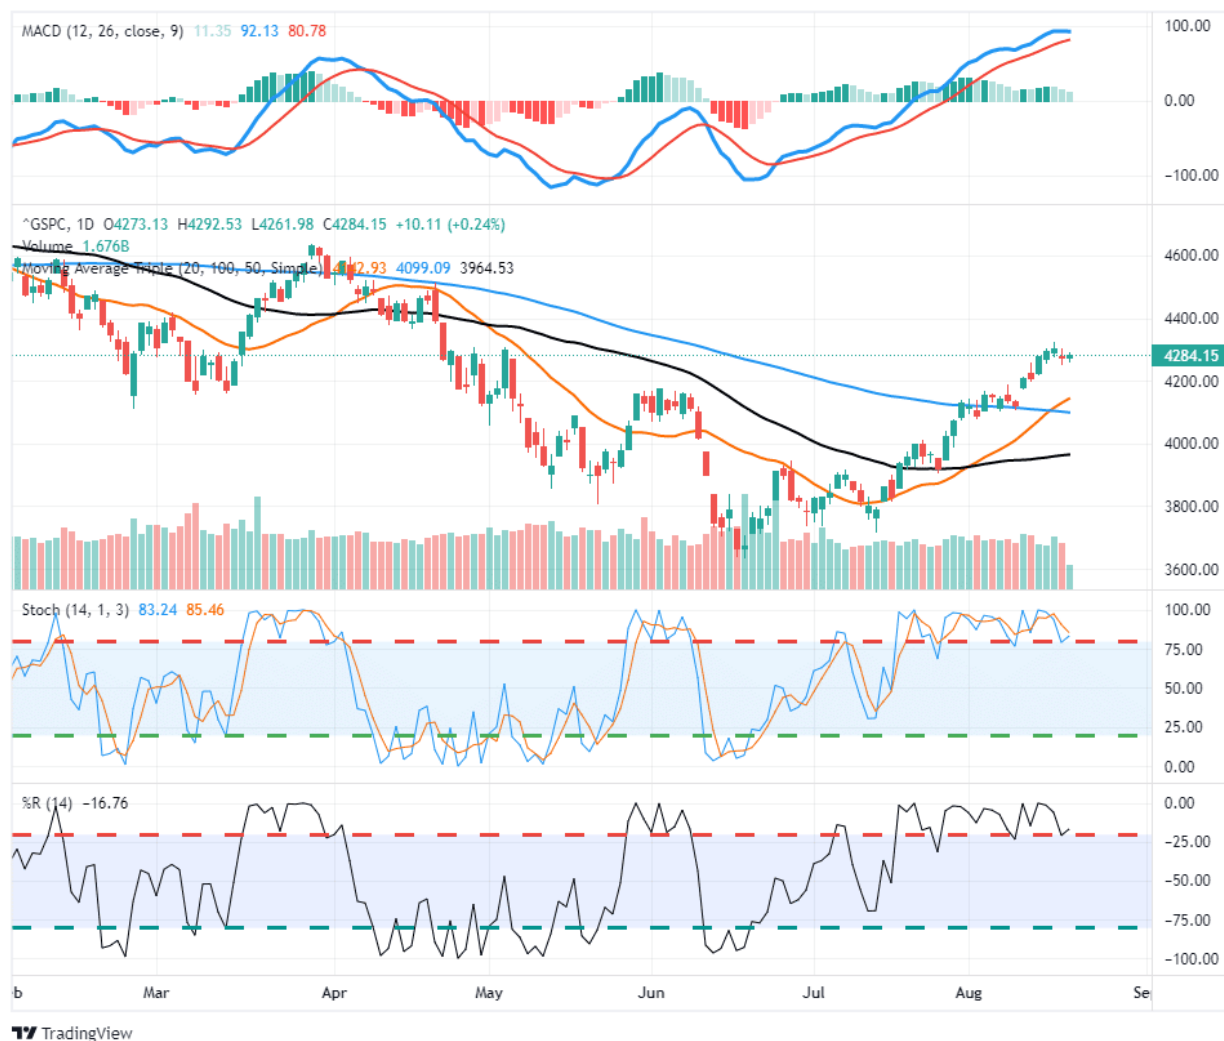 MACD (12, 26, close, 9) 11.35 92.13 80.78
100.00
0.00
−100.00
^GSPC, 1D O4273.13 H4292.53 L4261.98 C4284.15 +10.11 (+0.24%)
Volume 1.676B
Moving Average Triple (20, 100, 50, Simple) 4099.09 3964.53
4600.00
4400.00
4284.15
4200.00
4000.00
3800.00
3600.00
Stoch (14, 1, 3) 83.24 85.46
100.00
75.00
50.00
25.00
0.00
%R (14) −16.76
0.00
−25.00
−50.00
−75.00
−100.00
b Mar Apr May Jun Jul Aug Se
TradingView